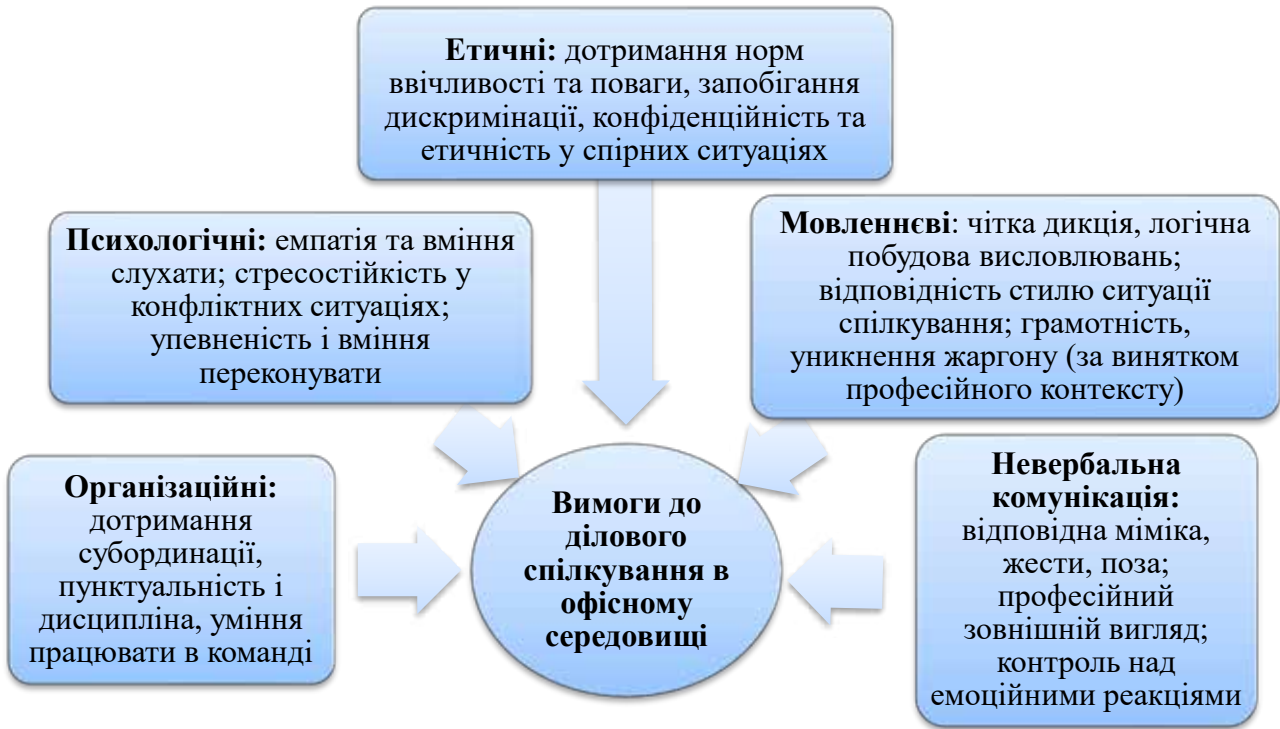 Етичні: дотримання норм
ввічливості та поваги, запобігання
дискримінації, конфіденційність та
етичність у спірних ситуаціях
Психологічні: емпатія та вміння
слухати; стресостійкість у
конфліктних ситуаціях;
упевненість і вміння
переконувати
Мовленнєві: чітка дикція, логічна
побудова висловлювань;
відповідність стилю ситуації
спілкування; грамотність,
уникнення жаргону (за винятком
професійного контексту)
Організаційні:
дотримання
субординації,
пунктуальність і
дисципліна, уміння
працювати в команді
Вимоги до
ділового
спілкування в
офісному
середовищі
Невербальна
комунікація:
відповідна міміка,
жести, поза;
професійний
зовнішній вигляд;
контроль над
емоційними реакціями